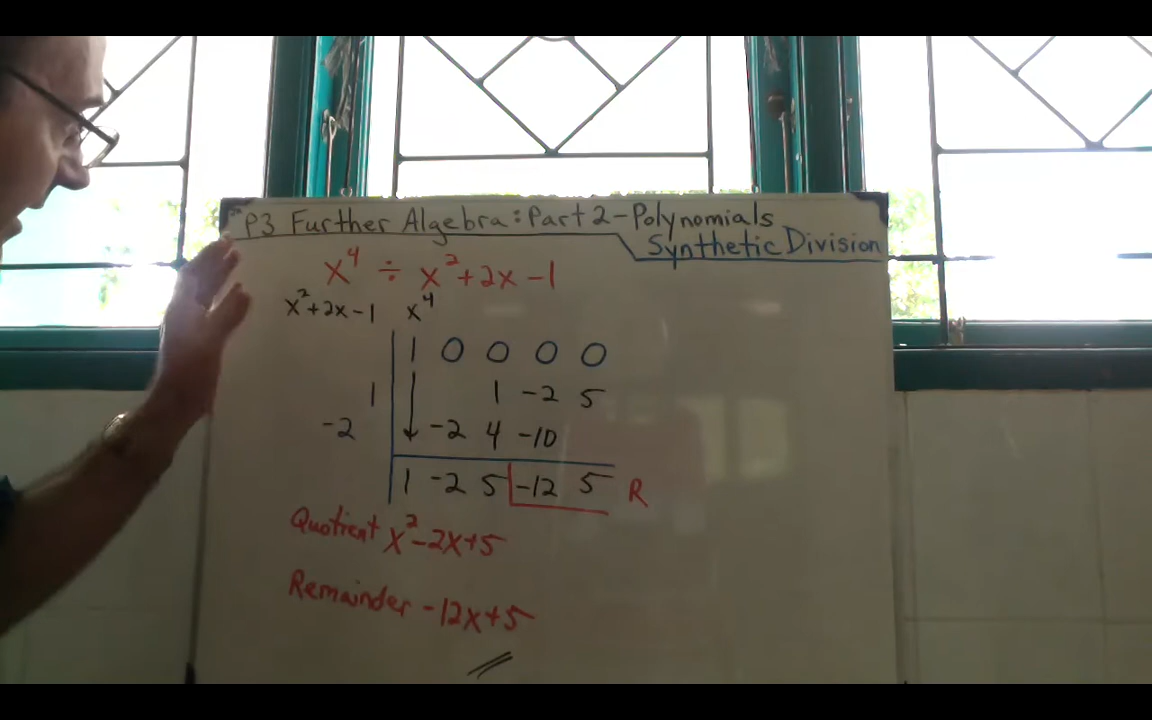 P3 Further Algebra: Part 2 - Polynomials
Synthetic Division
x⁴ ÷ x²+2x-1
x²+2x-1 x⁴
1 0 0 0 0
1 1 -2 5
-2 -2 4 -10
1 -2 5 -12 5 R
Quotient x²-2x+5
Remainder -12x+5